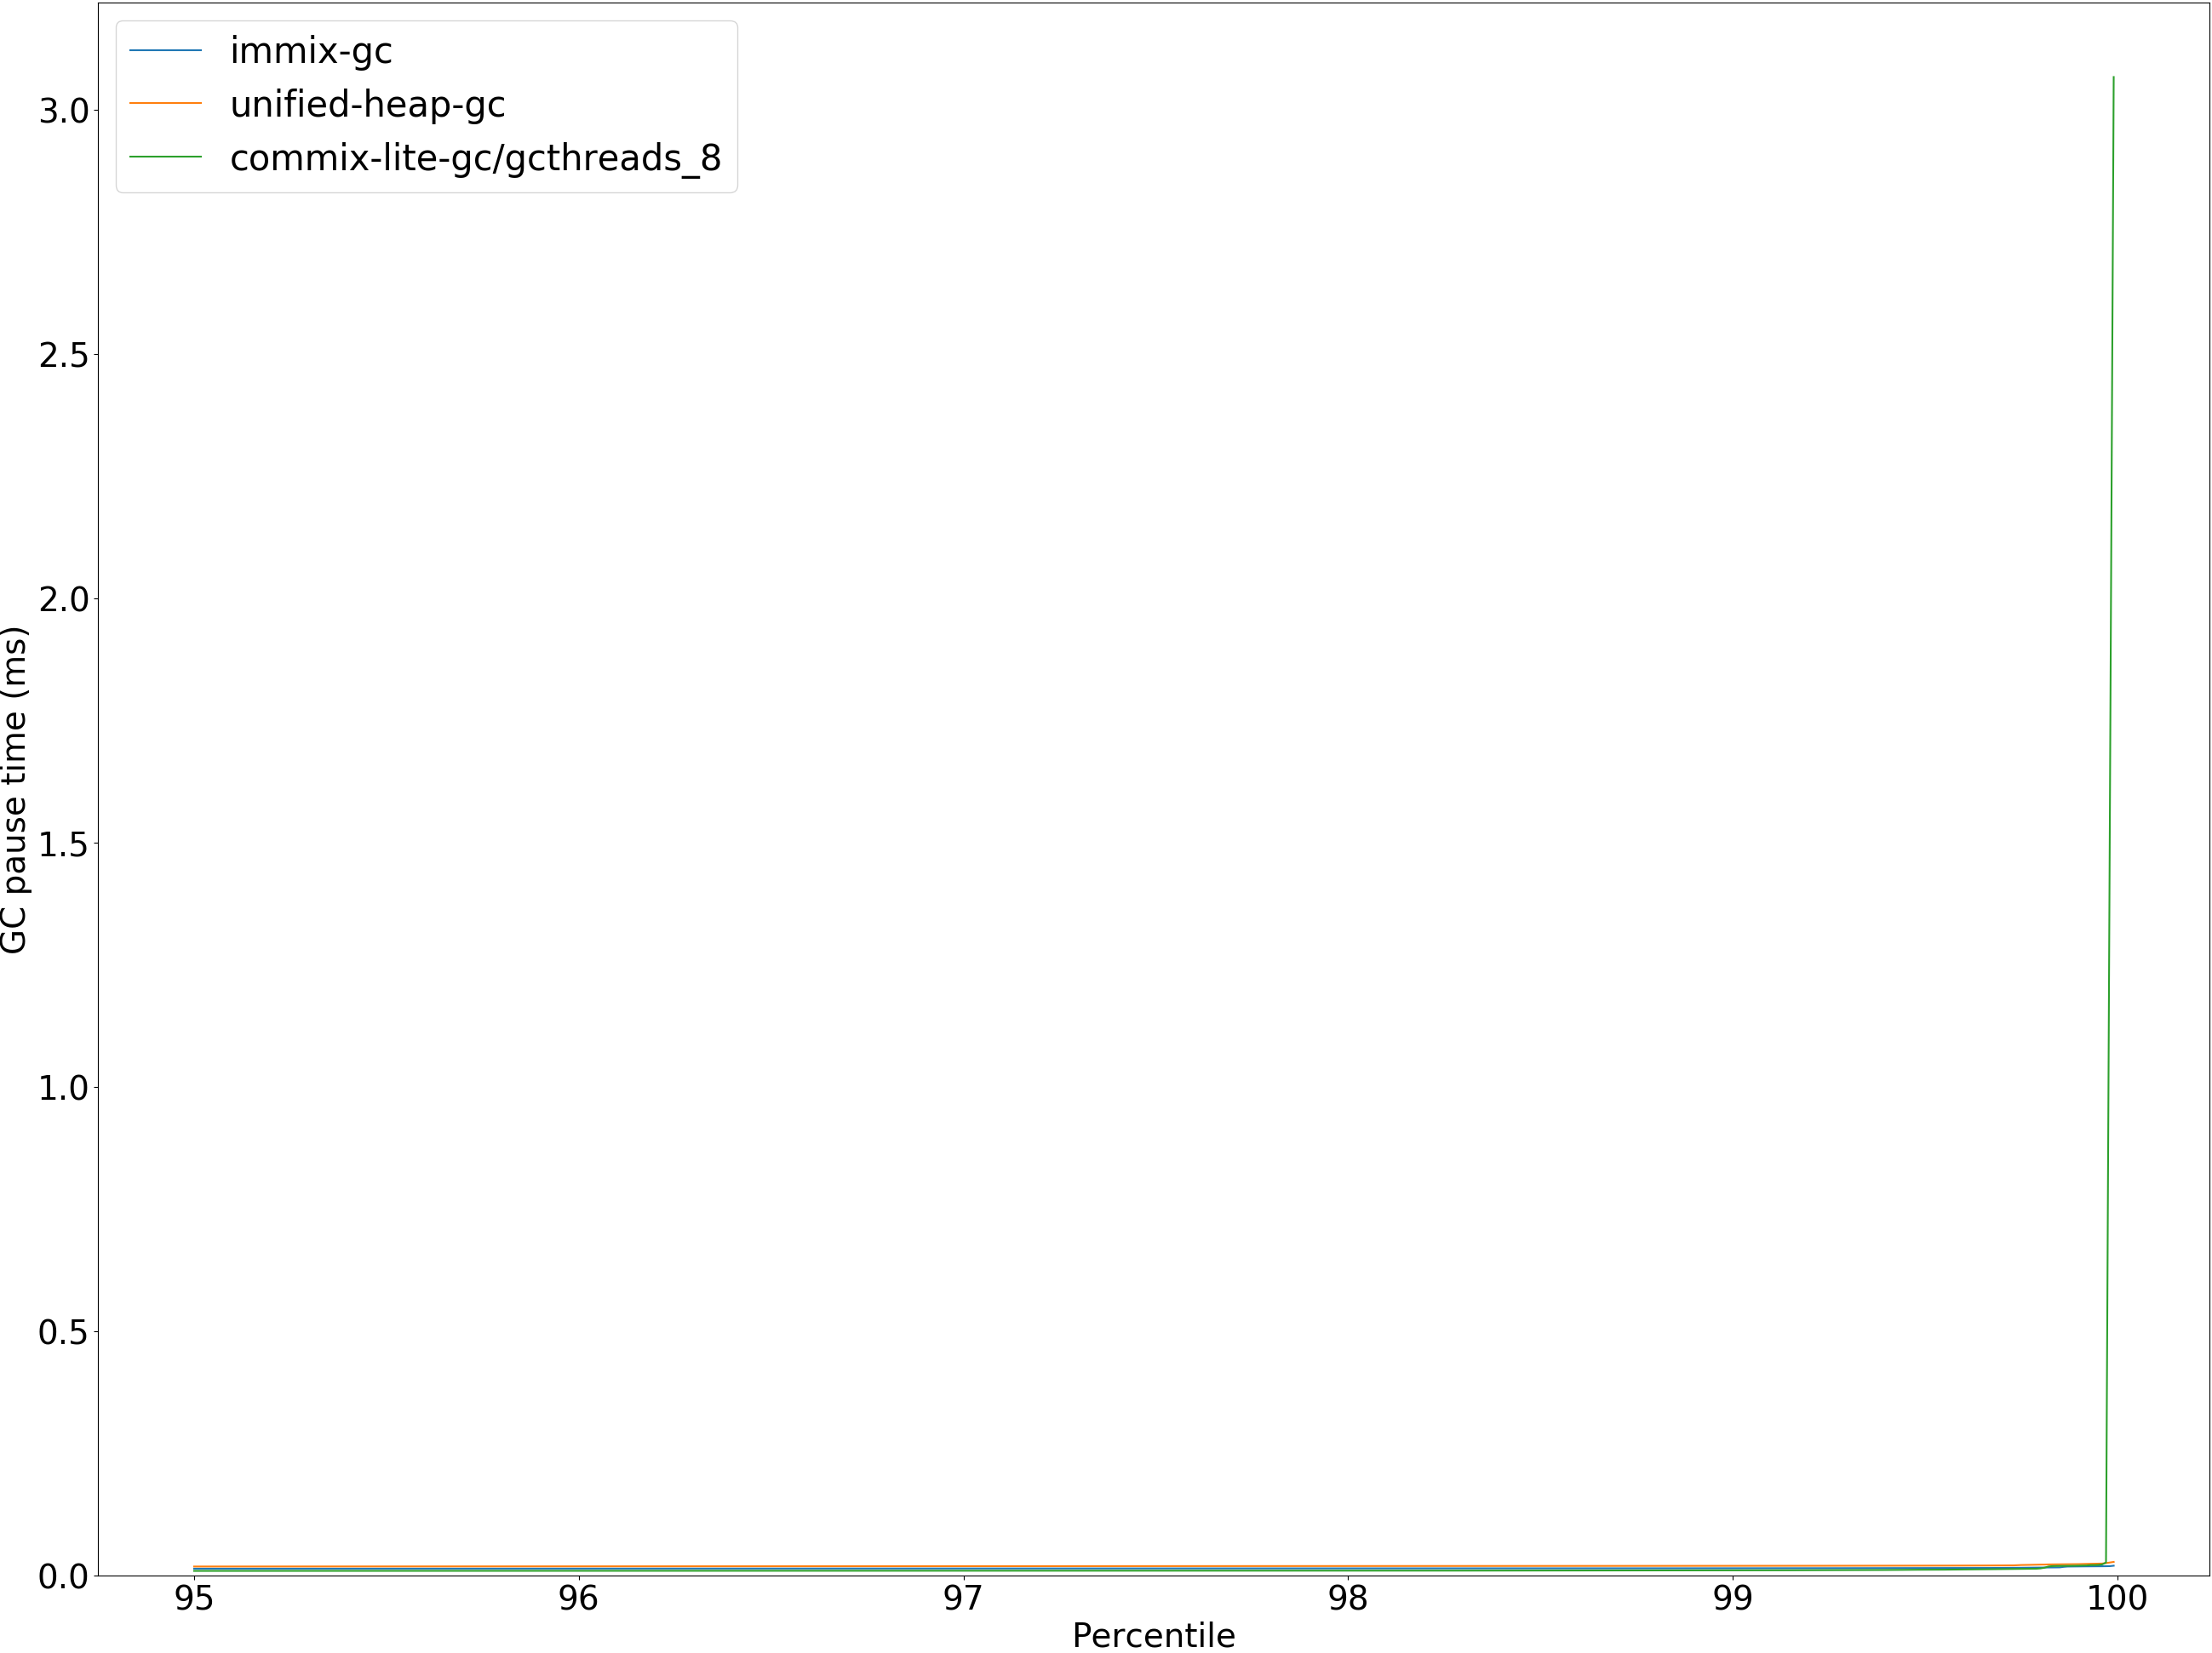 immix-gc
unified-heap-gc
commix-lite-gc/gcthreads_8
3.0
2.5
2.0
1.5
1.0
0.5
0.0
GC pause time (ms)
95 96 97 98 99 100
Percentile